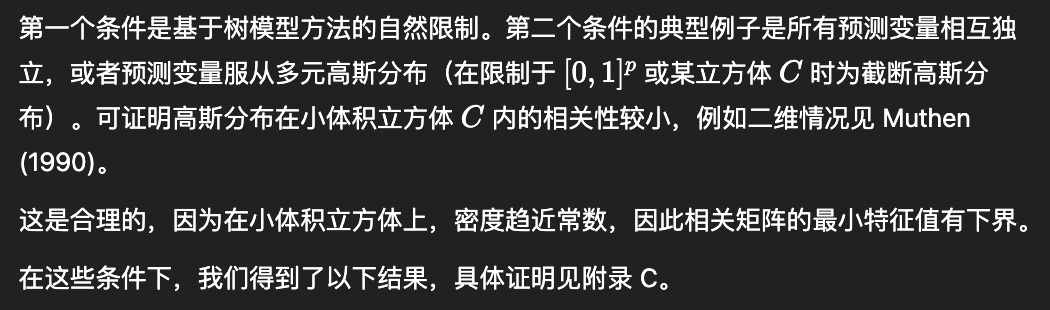 第一个条件是基于树模型方法的自然限制。第二个条件的典型例子是所有预测变量相互独
立，或者预测变量服从多元高斯分布（在限制于 [0, 1]^p 或某立方体 C 时为截断高斯分
布）。可证明高斯分布在小体积立方体 C 内的相关性较小，例如二维情况见 Muthen
(1990)。
这是合理的，因为在小体积立方体上，密度趋近常数，因此相关矩阵的最小特征值有下界。
在这些条件下，我们得到了以下结果，具体证明见附录 C。